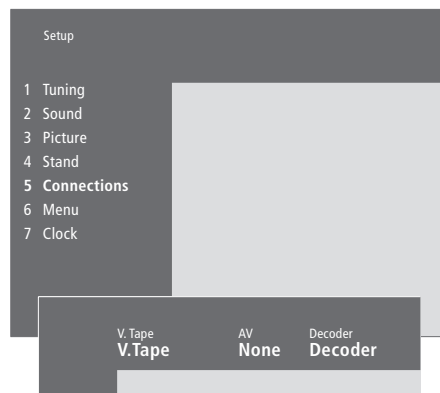 Setup
1 Tuning
2 Sound
3 Picture
4 Stand
5 Connections
6 Menu
7 Clock
V. Tape AV Decoder
V.Tape None Decoder